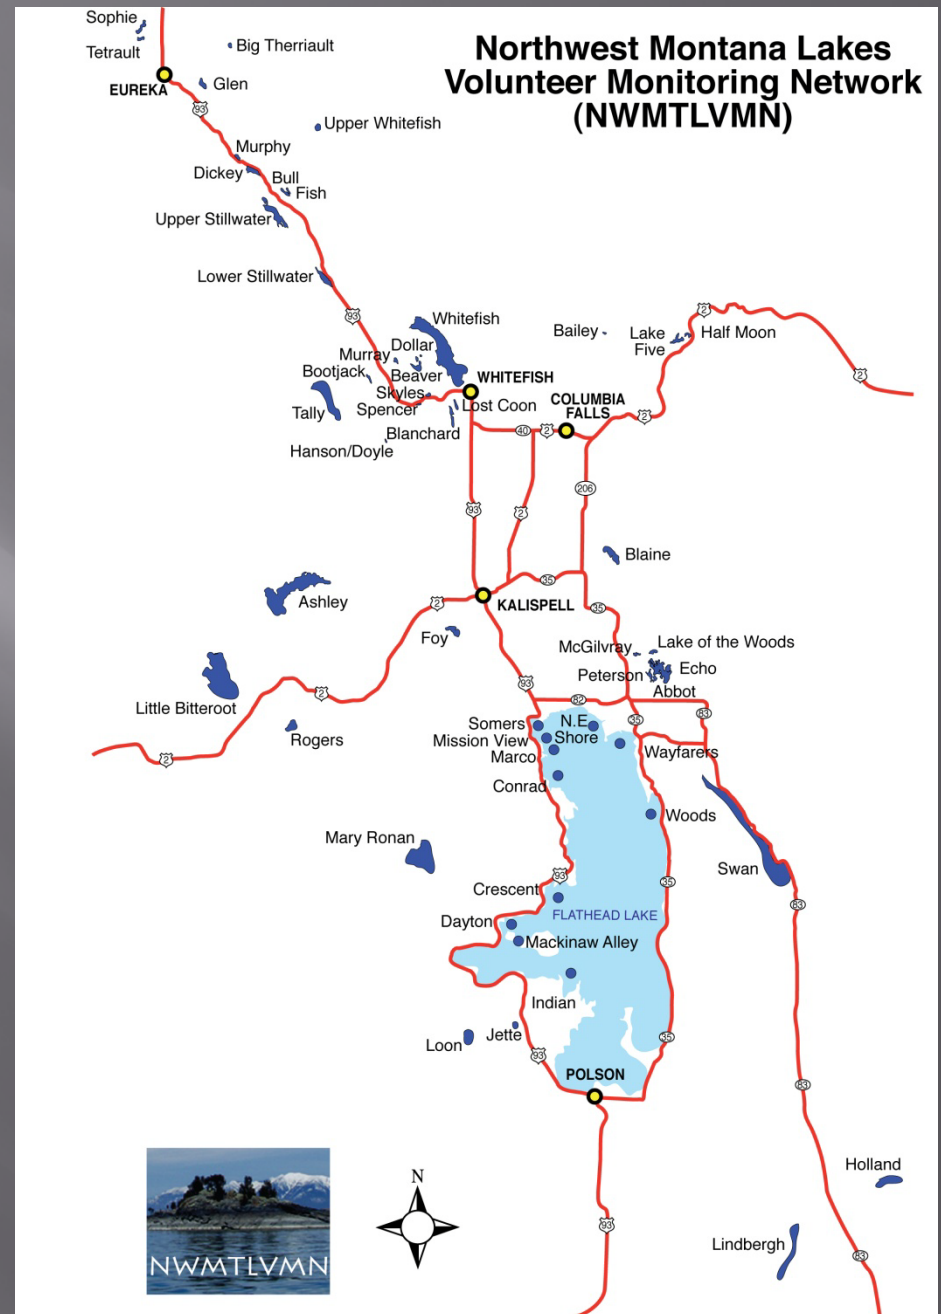 Northwest Montana Lakes
Volunteer Monitoring Network
(NWMTLVMN)
Sophie
Tetrault
Big Therriault
EUREKA
Glen
93
Upper Whitefish
Murphy
Dickey
Bull
Fish
Upper Stillwater
Lower Stillwater
93
Whitefish
Dollar
Murray
Bootjack
Beaver
Skyles
Tally
Spencer
WHITEFISH
Lost Coon
Blanchard
Hanson/Doyle
Bailey
Lake
Five
Half Moon
2
2
COLUMBIA
FALLS
2
40
2
206
93
2
Blaine
35
Ashley
2
KALISPELL
35
Foy
McGilvray
Lake of the Woods
Peterson
Echo
Abbot
93
Little Bitteroot
2
82
83
Rogers
2
Somers
N.E.
Shore
35
Mission View
Marco
Wayfarers
Conrad
Woods
Mary Ronan
Swan
93
35
Crescent
83
FLATHEAD LAKE
Dayton
Mackinaw Alley
Indian
Jette
Loon
93
35
POLSON
83
N
Holland
93
Lindbergh
83
NWMTLVMN